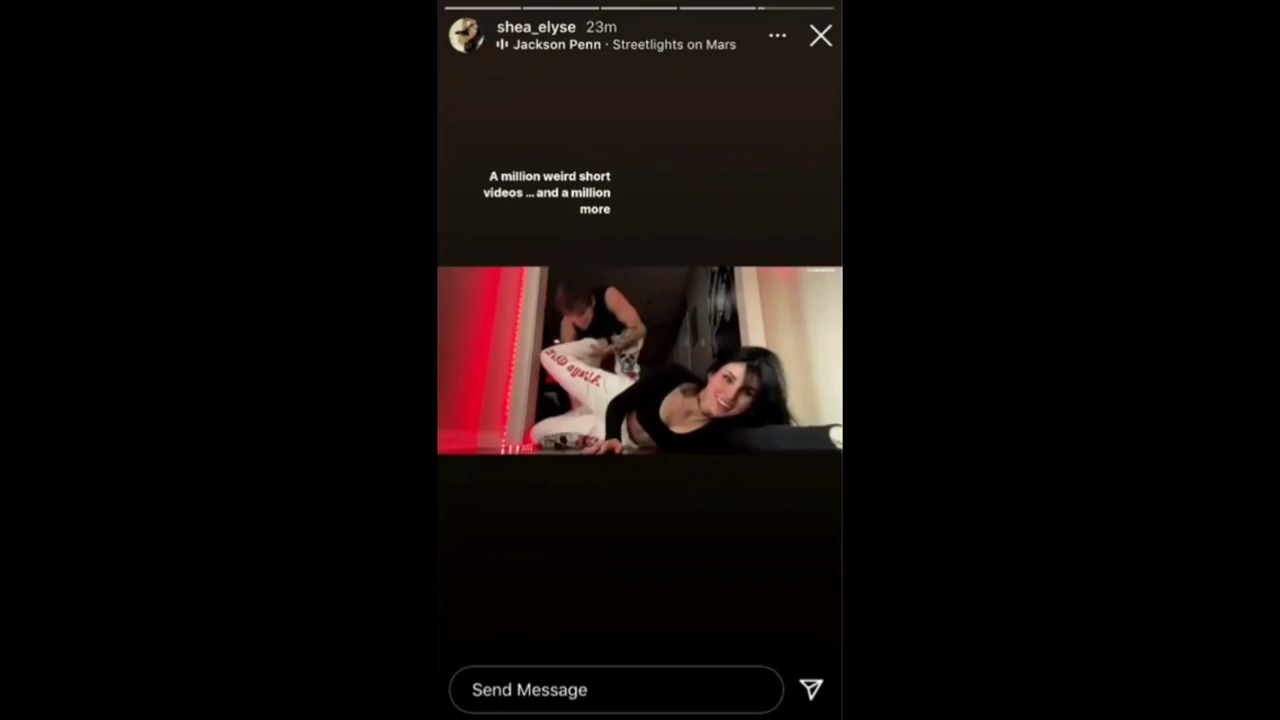 shea_elyse 23m
Jackson Penn · Streetlights on Mars
A million weird short
videos ... and a million
more
Send Message